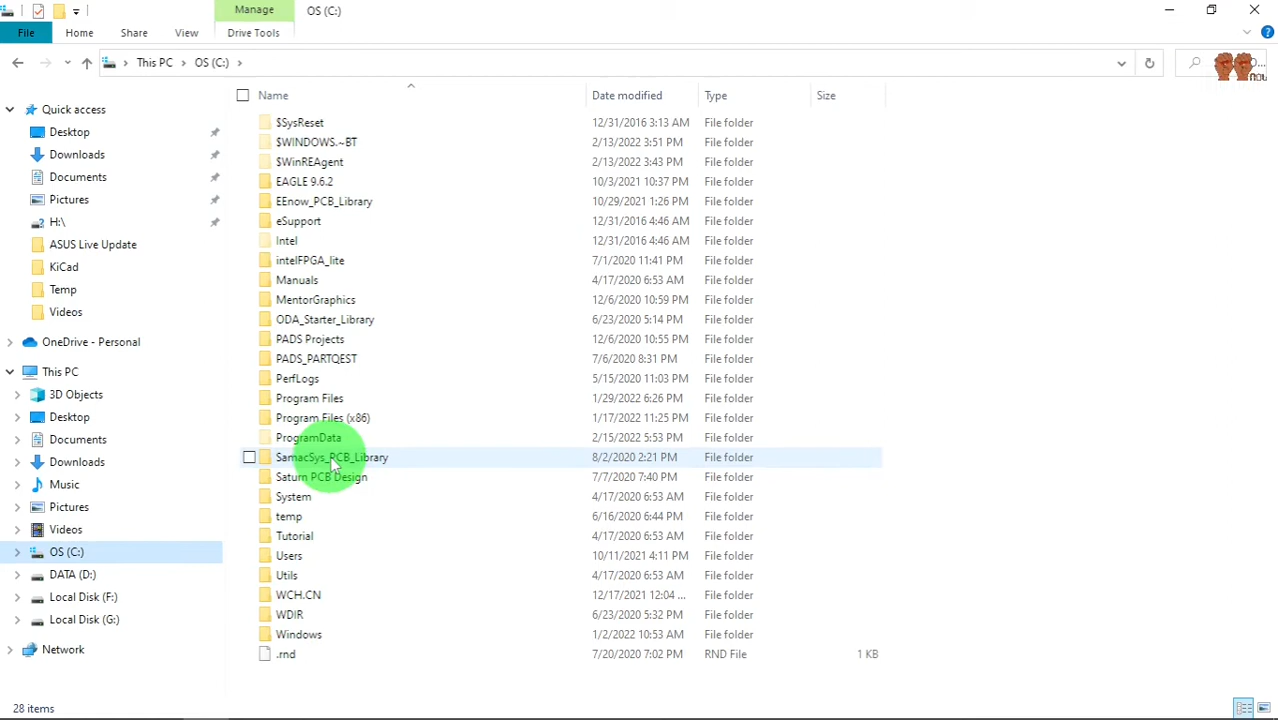 Manage OS (C:)
File Home Share View Drive Tools
This PC OS (C:)
Name Date modified Type Size
Quick access
Desktop
Downloads
Documents
Pictures
H:\
ASUS Live Update
KiCad
Temp
Videos
OneDrive - Personal
This PC
3D Objects
Desktop
Documents
Downloads
Music
Pictures
Videos
OS (C:)
DATA (D:)
Local Disk (F:)
Local Disk (G:)
Network
$SysReset 12/31/2016 3:13 AM File folder
$WINDOWS.~BT 2/13/2022 3:51 PM File folder
$WinREAgent 2/13/2022 3:43 PM File folder
EAGLE 9.6.2 10/3/2021 10:37 PM File folder
EEnow_PCB_Library 10/29/2021 1:26 PM File folder
eSupport 12/31/2016 4:46 AM File folder
Intel 12/31/2016 4:46 AM File folder
intelFPGA_lite 7/1/2020 11:41 PM File folder
Manuals 4/17/2020 6:53 AM File folder
MentorGraphics 12/6/2020 10:59 PM File folder
ODA_Starter_Library 6/23/2020 5:14 PM File folder
PADS Projects 12/6/2020 10:55 PM File folder
PADS_PARTQEST 7/6/2020 8:31 PM File folder
PerfLogs 5/15/2020 11:03 PM File folder
Program Files 1/29/2022 6:26 PM File folder
Program Files (x86) 1/17/2022 11:25 PM File folder
ProgramData 2/15/2022 5:53 PM File folder
SamacSys_PCB_Library 8/2/2020 2:21 PM File folder
Saturn PCB Design 7/7/2020 7:40 PM File folder
System 4/17/2020 6:53 AM File folder
temp 6/16/2020 6:44 PM File folder
Tutorial 4/17/2020 6:53 AM File folder
Users 10/11/2021 4:11 PM File folder
Utils 4/17/2020 6:53 AM File folder
WCH.CN 12/17/2021 12:04 ... File folder
WDIR 6/23/2020 5:32 PM File folder
Windows 1/2/2022 10:53 AM File folder
.rnd 7/20/2020 7:02 PM RND File 1 KB
28 items